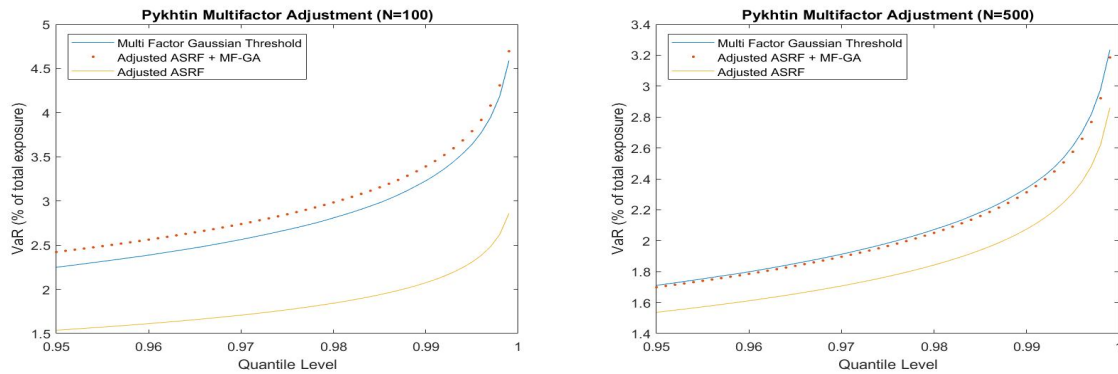 Pykhtin Multifactor Adjustment (N=100)
5
4.5
4
3.5
3
2.5
2
1.5
VaR (% of total exposure)
Multi Factor Gaussian Threshold
Adjusted ASRF + MF-GA
Adjusted ASRF
0.95
0.96
0.97
0.98
0.99
1
Quantile Level
Pykhtin Multifactor Adjustment (N=500)
3.4
3.2
3
2.8
2.6
2.4
2.2
2
1.8
1.6
1.4
VaR (% of total exposure)
Multi Factor Gaussian Threshold
Adjusted ASRF + MF-GA
Adjusted ASRF
0.95
0.96
0.97
0.98
0.99
1
Quantile Level